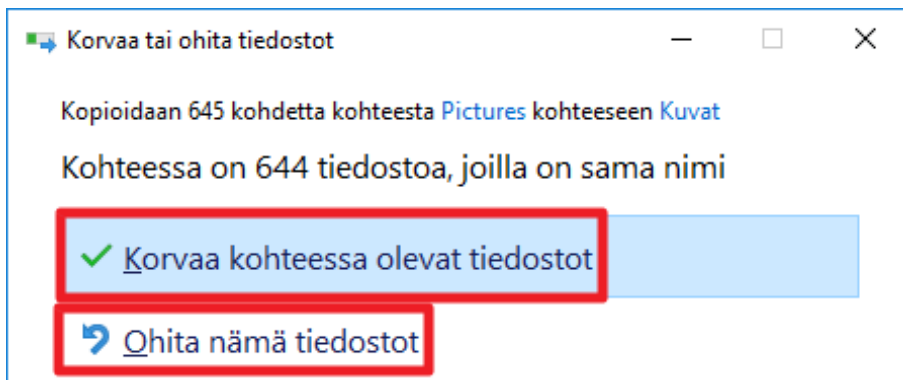 Korvaa tai ohita tiedostot
Kopioidaan 645 kohdetta kohteesta Pictures kohteeseen Kuvat
Kohteessa on 644 tiedostoa, joilla on sama nimi
Korvaa kohteessa olevat tiedostot
Ohita nämä tiedostot